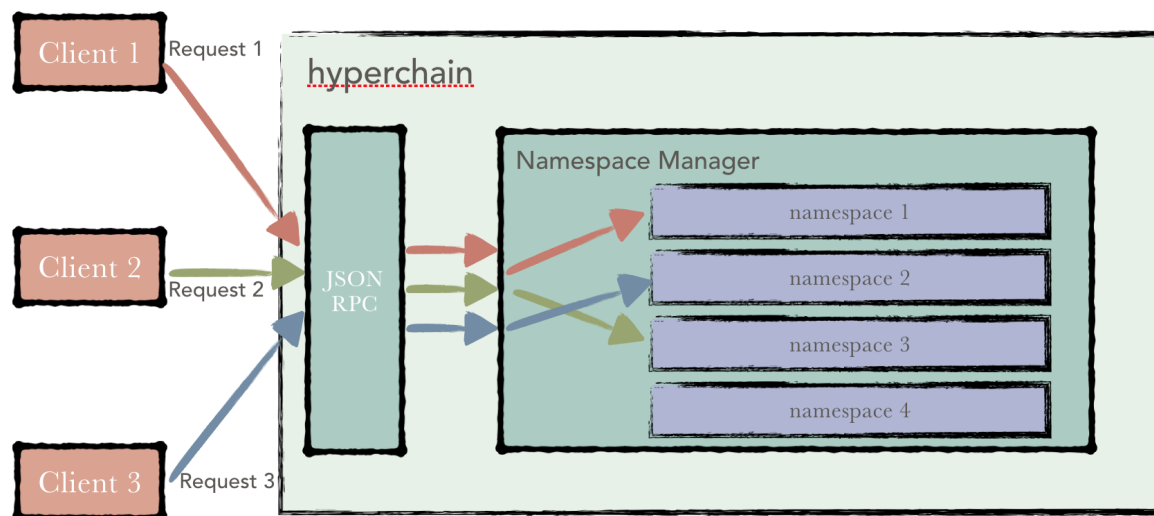 Client 1
Request 1
hyperchain
Namespace Manager
namespace 1
Client 2
Request 2
JSON
RPC
namespace 2
namespace 3
namespace 4
Client 3
Request 3